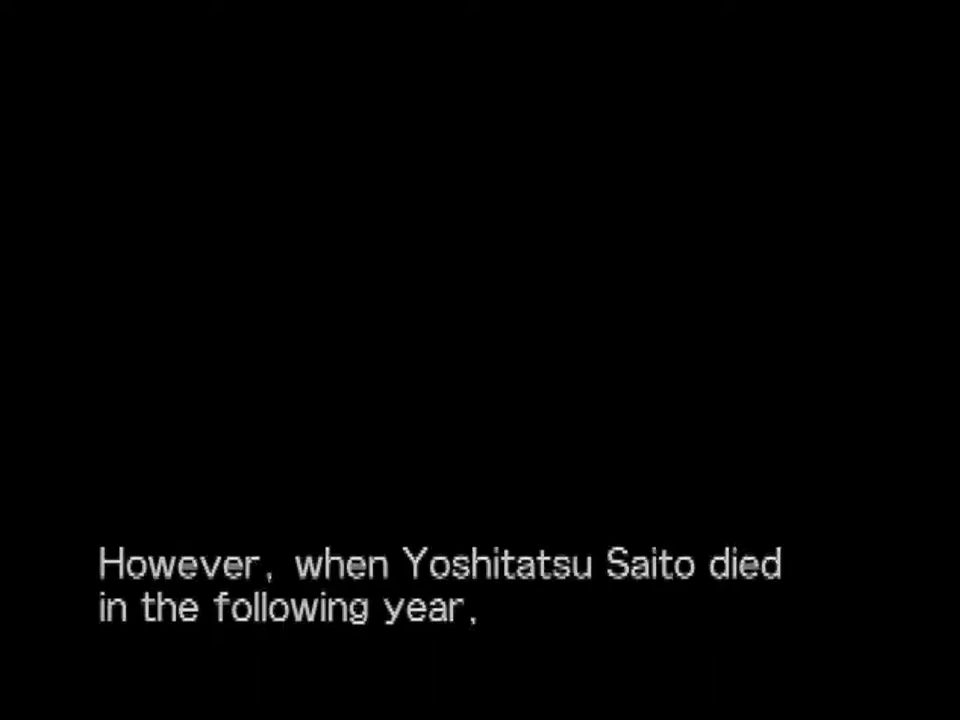 However, when Yoshitatsu Saito died
in the following year,